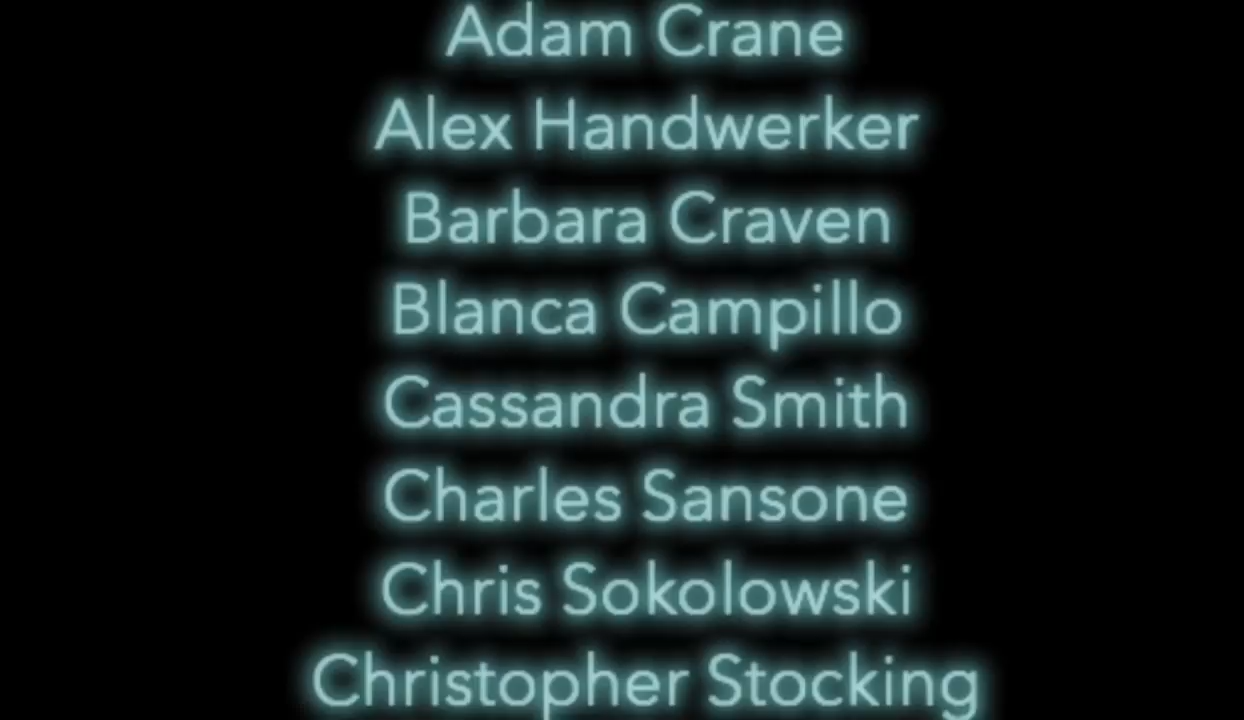 Adam Crane
Alex Handwerker
Barbara Craven
Blanca Campillo
Cassandra Smith
Charles Sansone
Chris Sokolowski
Christopher Stocking